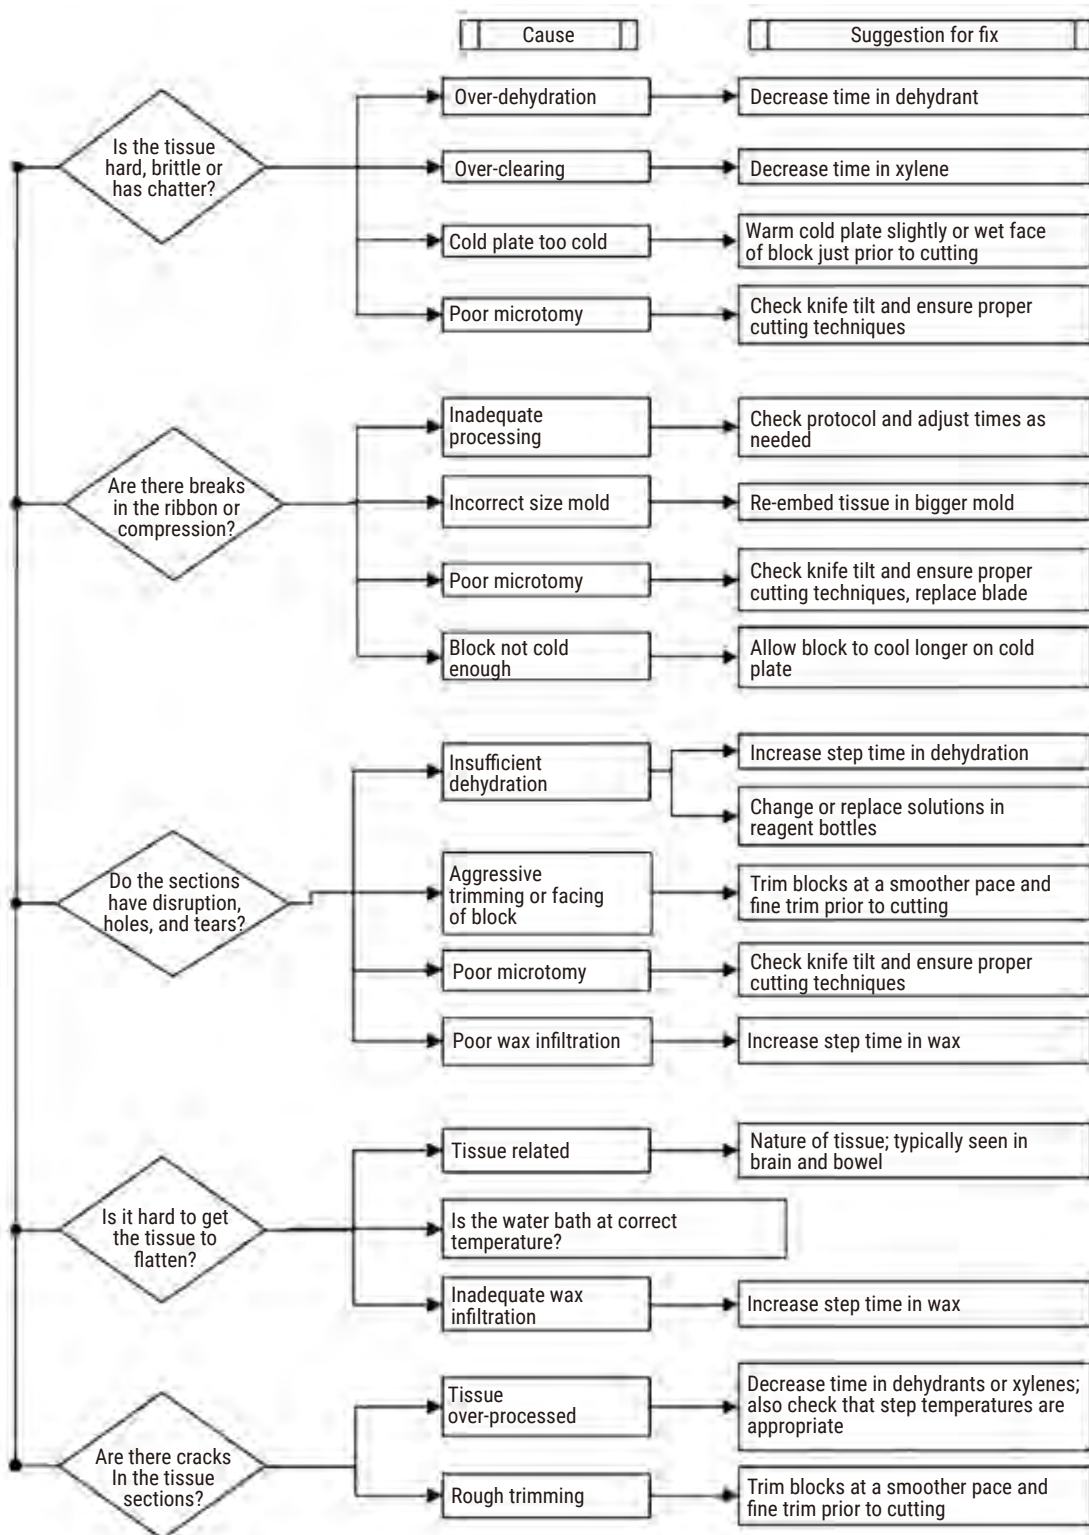 Cause
Suggestion for fix
Is the tissue
hard, brittle or
has chatter?
Over-dehydration
Decrease time in dehydrant
Over-clearing
Decrease time in xylene
Cold plate too cold
Warm cold plate slightly or wet face
of block just prior to cutting
Poor microtomy
Check knife tilt and ensure proper
cutting techniques
Are there breaks
in the ribbon or
compression?
Inadequate
processing
Check protocol and adjust times as
needed
Incorrect size mold
Re-embed tissue in bigger mold
Poor microtomy
Check knife tilt and ensure proper
cutting techniques, replace blade
Block not cold
enough
Allow block to cool longer on cold
plate
Do the sections
have disruption,
holes, and tears?
Insufficient
dehydration
Increase step time in dehydration
Change or replace solutions in
reagent bottles
Aggressive
trimming or facing
of block
Trim blocks at a smoother pace and
fine trim prior to cutting
Poor microtomy
Check knife tilt and ensure proper
cutting techniques
Poor wax infiltration
Increase step time in wax
Is it hard to get
the tissue to
flatten?
Tissue related
Nature of tissue; typically seen in
brain and bowel
Is the water bath at correct
temperature?
Inadequate wax
infiltration
Increase step time in wax
Are there cracks
In the tissue
sections?
Tissue
over-processed
Decrease time in dehydrants or xylenes;
also check that step temperatures are
appropriate
Rough trimming
Trim blocks at a smoother pace and
fine trim prior to cutting